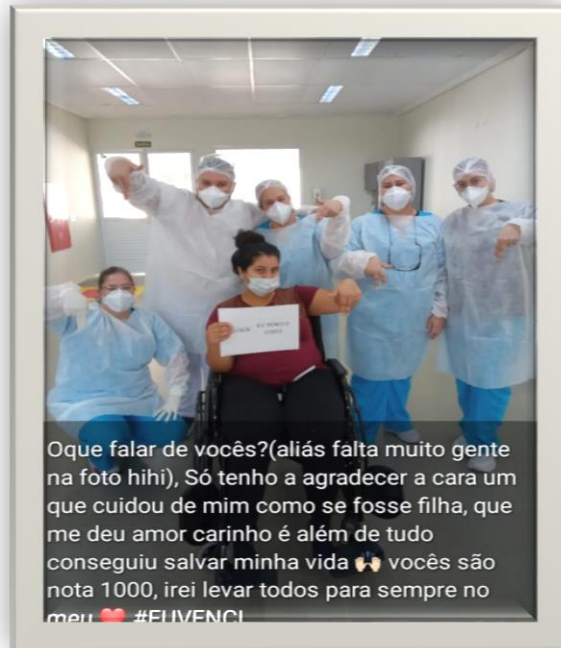 EU VENCI O
Oque falar de vocês?(aliás falta muito gente
na foto hihi), Só tenho a agradecer a cara um
que cuidou de mim como se fosse filha, que
me deu amor carinho é além de tudo
conseguiu salvar minha vida 🙌🏻 vocês são
nota 1000, irei levar todos para sempre no
meu ❤️ #EUVENCI